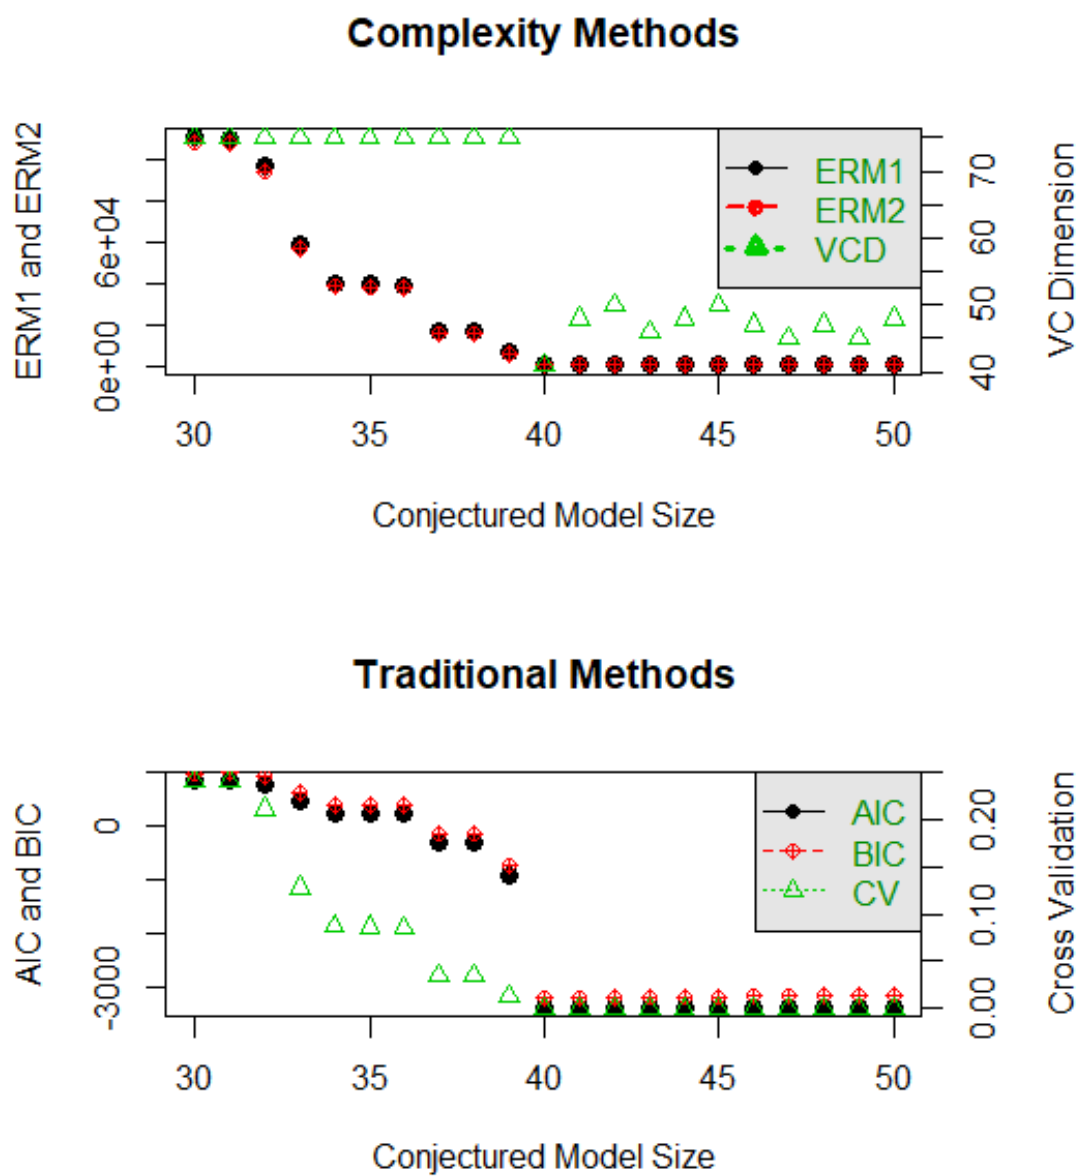 Complexity Methods
ERM1 and ERM2
0e+00
6e+04
ERM1
ERM2
VCD
40
50
60
70
VC Dimension
30
35
40
45
50
Conjectured Model Size
Traditional Methods
AIC and BIC
-3000
0
AIC
BIC
CV
0.00
0.10
0.20
Cross Validation
30
35
40
45
50
Conjectured Model Size